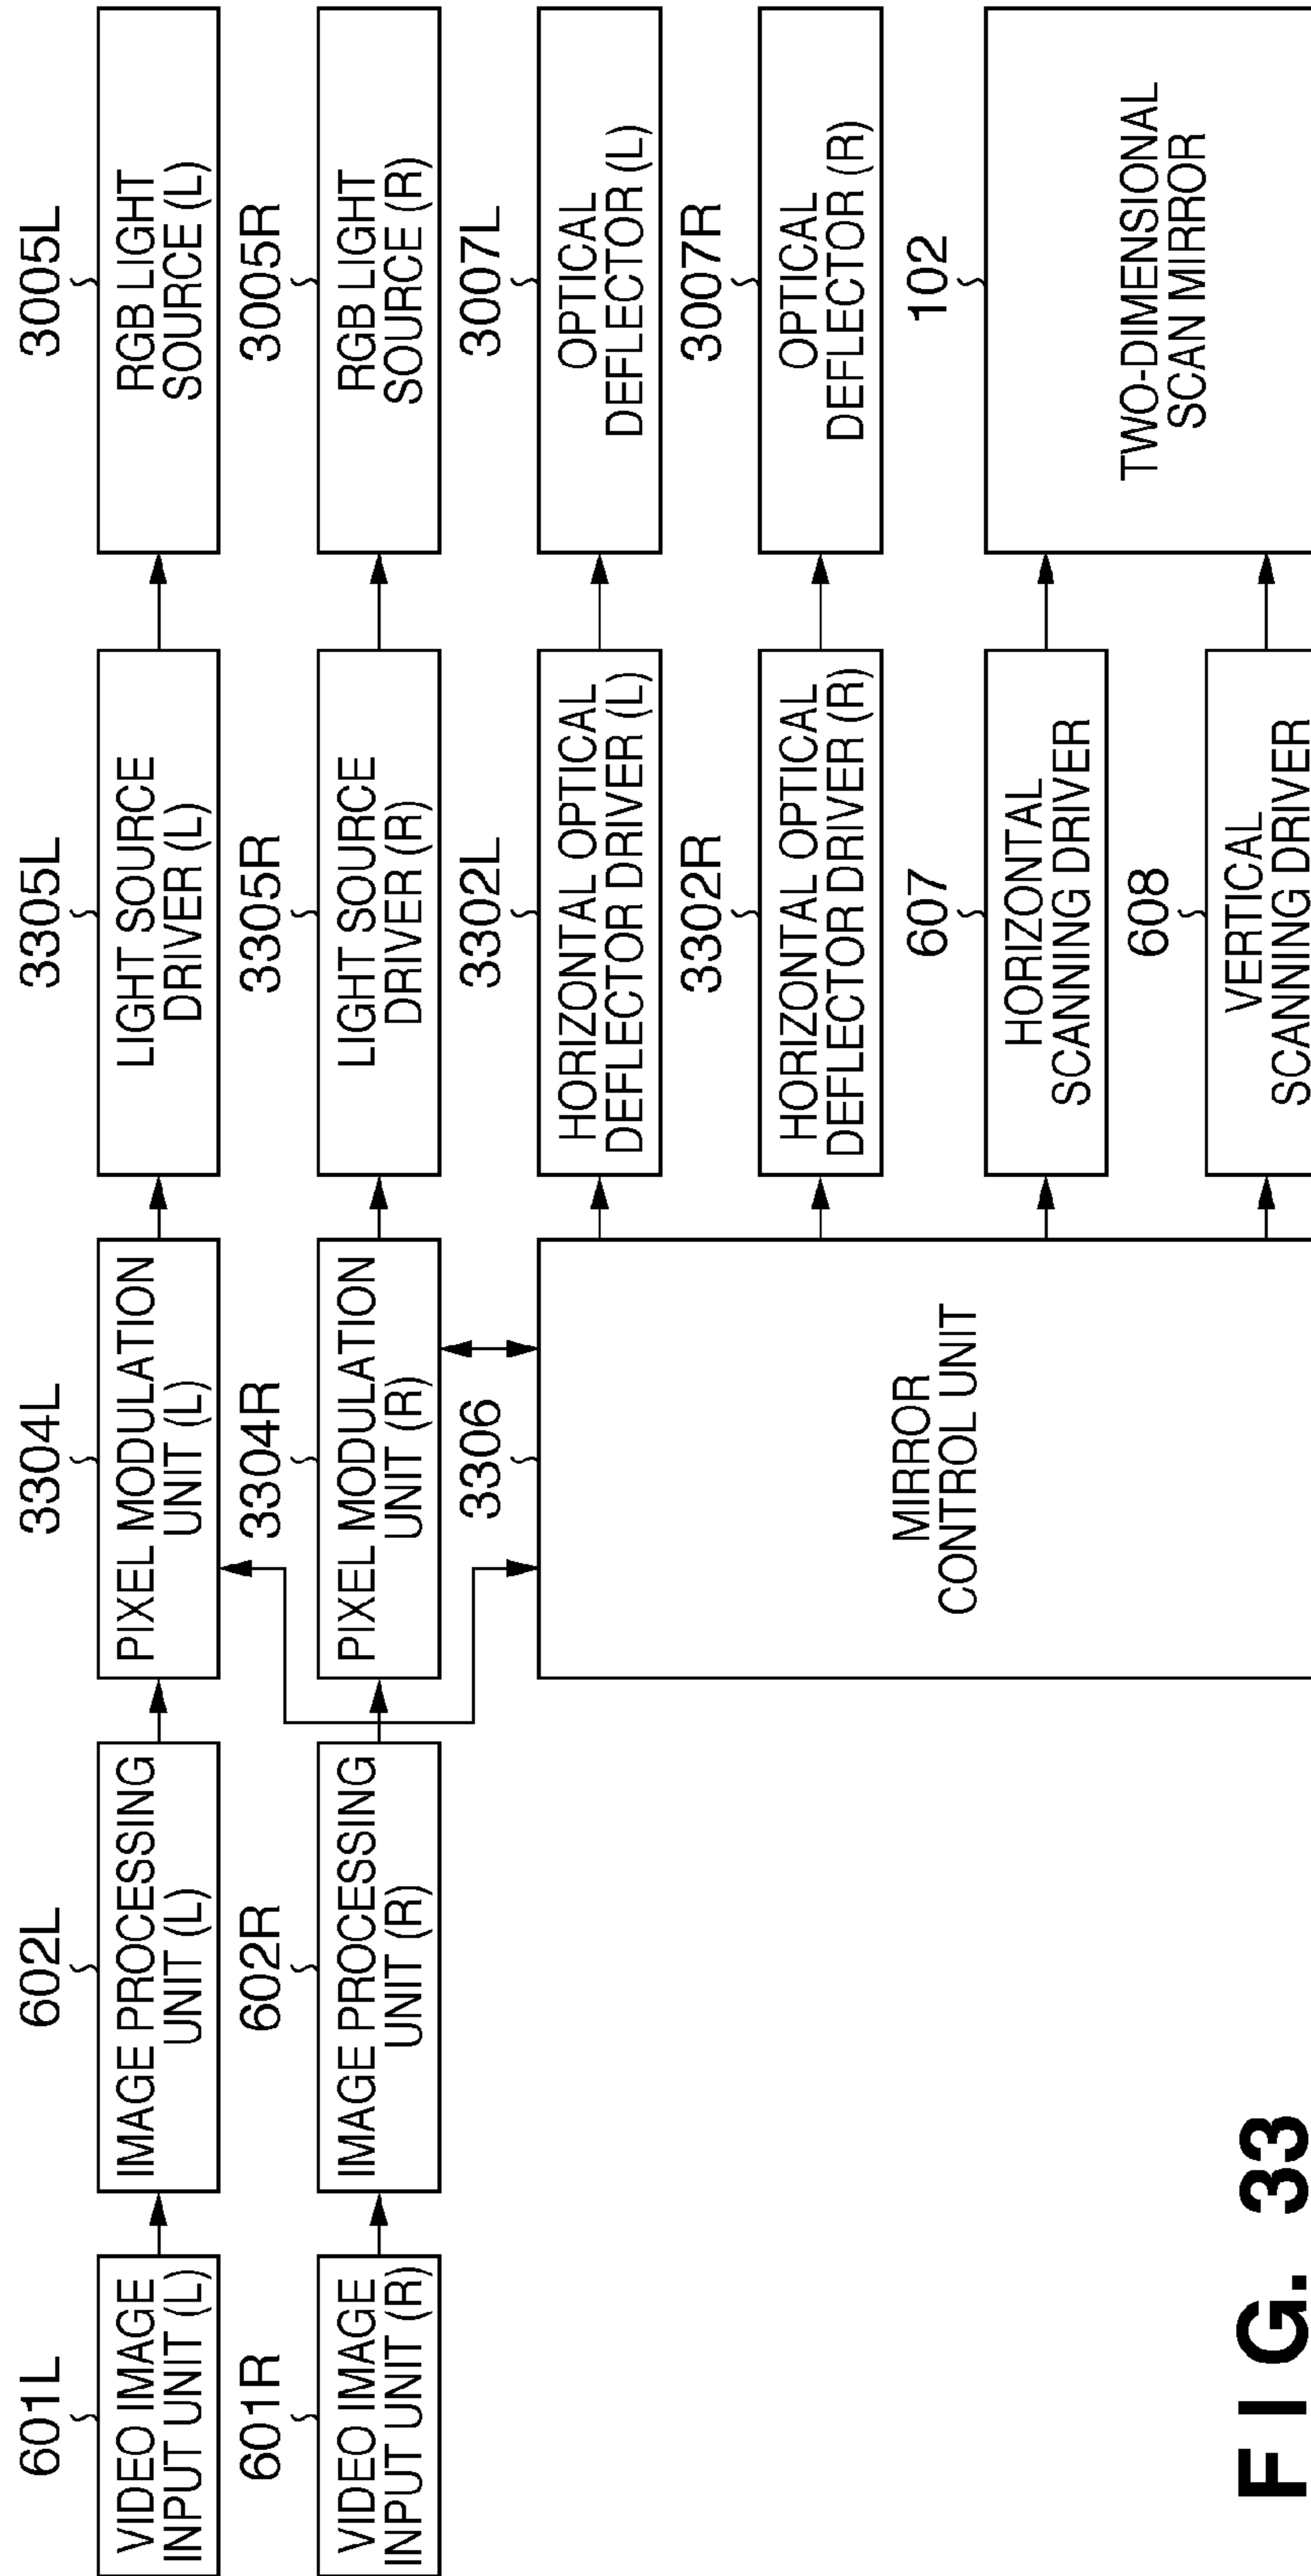 601L
VIDEO IMAGE
INPUT UNIT (L)
602L
IMAGE PROCESSING
UNIT (L)
3304L
PIXEL MODULATION
UNIT (L)
3305L
LIGHT SOURCE
DRIVER (L)
3005L
RGB LIGHT
SOURCE (L)
601R
VIDEO IMAGE
INPUT UNIT (R)
602R
IMAGE PROCESSING
UNIT (R)
3304R
PIXEL MODULATION
UNIT (R)
3305R
LIGHT SOURCE
DRIVER (R)
3005R
RGB LIGHT
SOURCE (R)
3306
MIRROR
CONTROL UNIT
3302L
HORIZONTAL OPTICAL
DEFLECTOR DRIVER (L)
3007L
OPTICAL
DEFLECTOR (L)
3302R
HORIZONTAL OPTICAL
DEFLECTOR DRIVER (R)
3007R
OPTICAL
DEFLECTOR (R)
607
HORIZONTAL
SCANNING DRIVER
102
TWO-DIMENSIONAL
SCAN MIRROR
608
VERTICAL
SCANNING DRIVER
FIG. 33